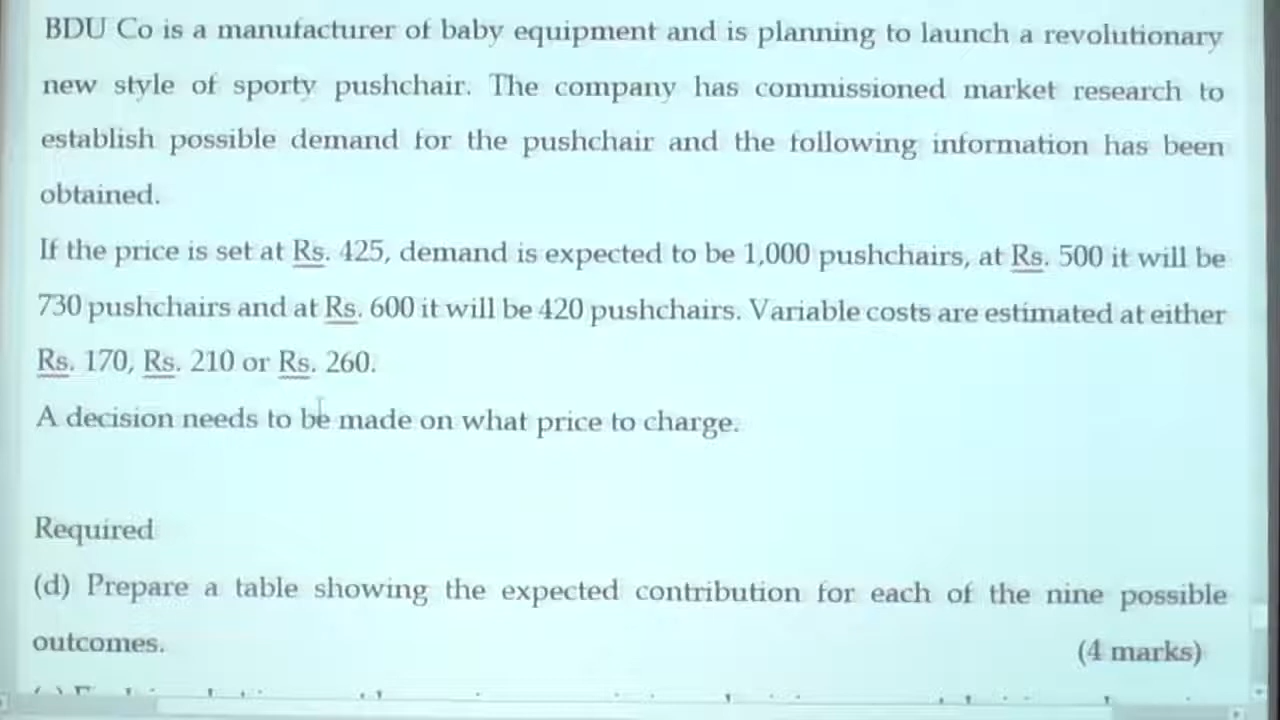 BDU Co is a manufacturer of baby equipment and is planning to launch a revolutionary
new style of sporty pushchair. The company has commissioned market research to
establish possible demand for the pushchair and the following information has been
obtained.
If the price is set at Rs. 425, demand is expected to be 1,000 pushchairs, at Rs. 500 it will be
730 pushchairs and at Rs. 600 it will be 420 pushchairs. Variable costs are estimated at either
Rs. 170, Rs. 210 or Rs. 260.
A decision needs to be made on what price to charge.
Required
(d) Prepare a table showing the expected contribution for each of the nine possible
outcomes. (4 marks)